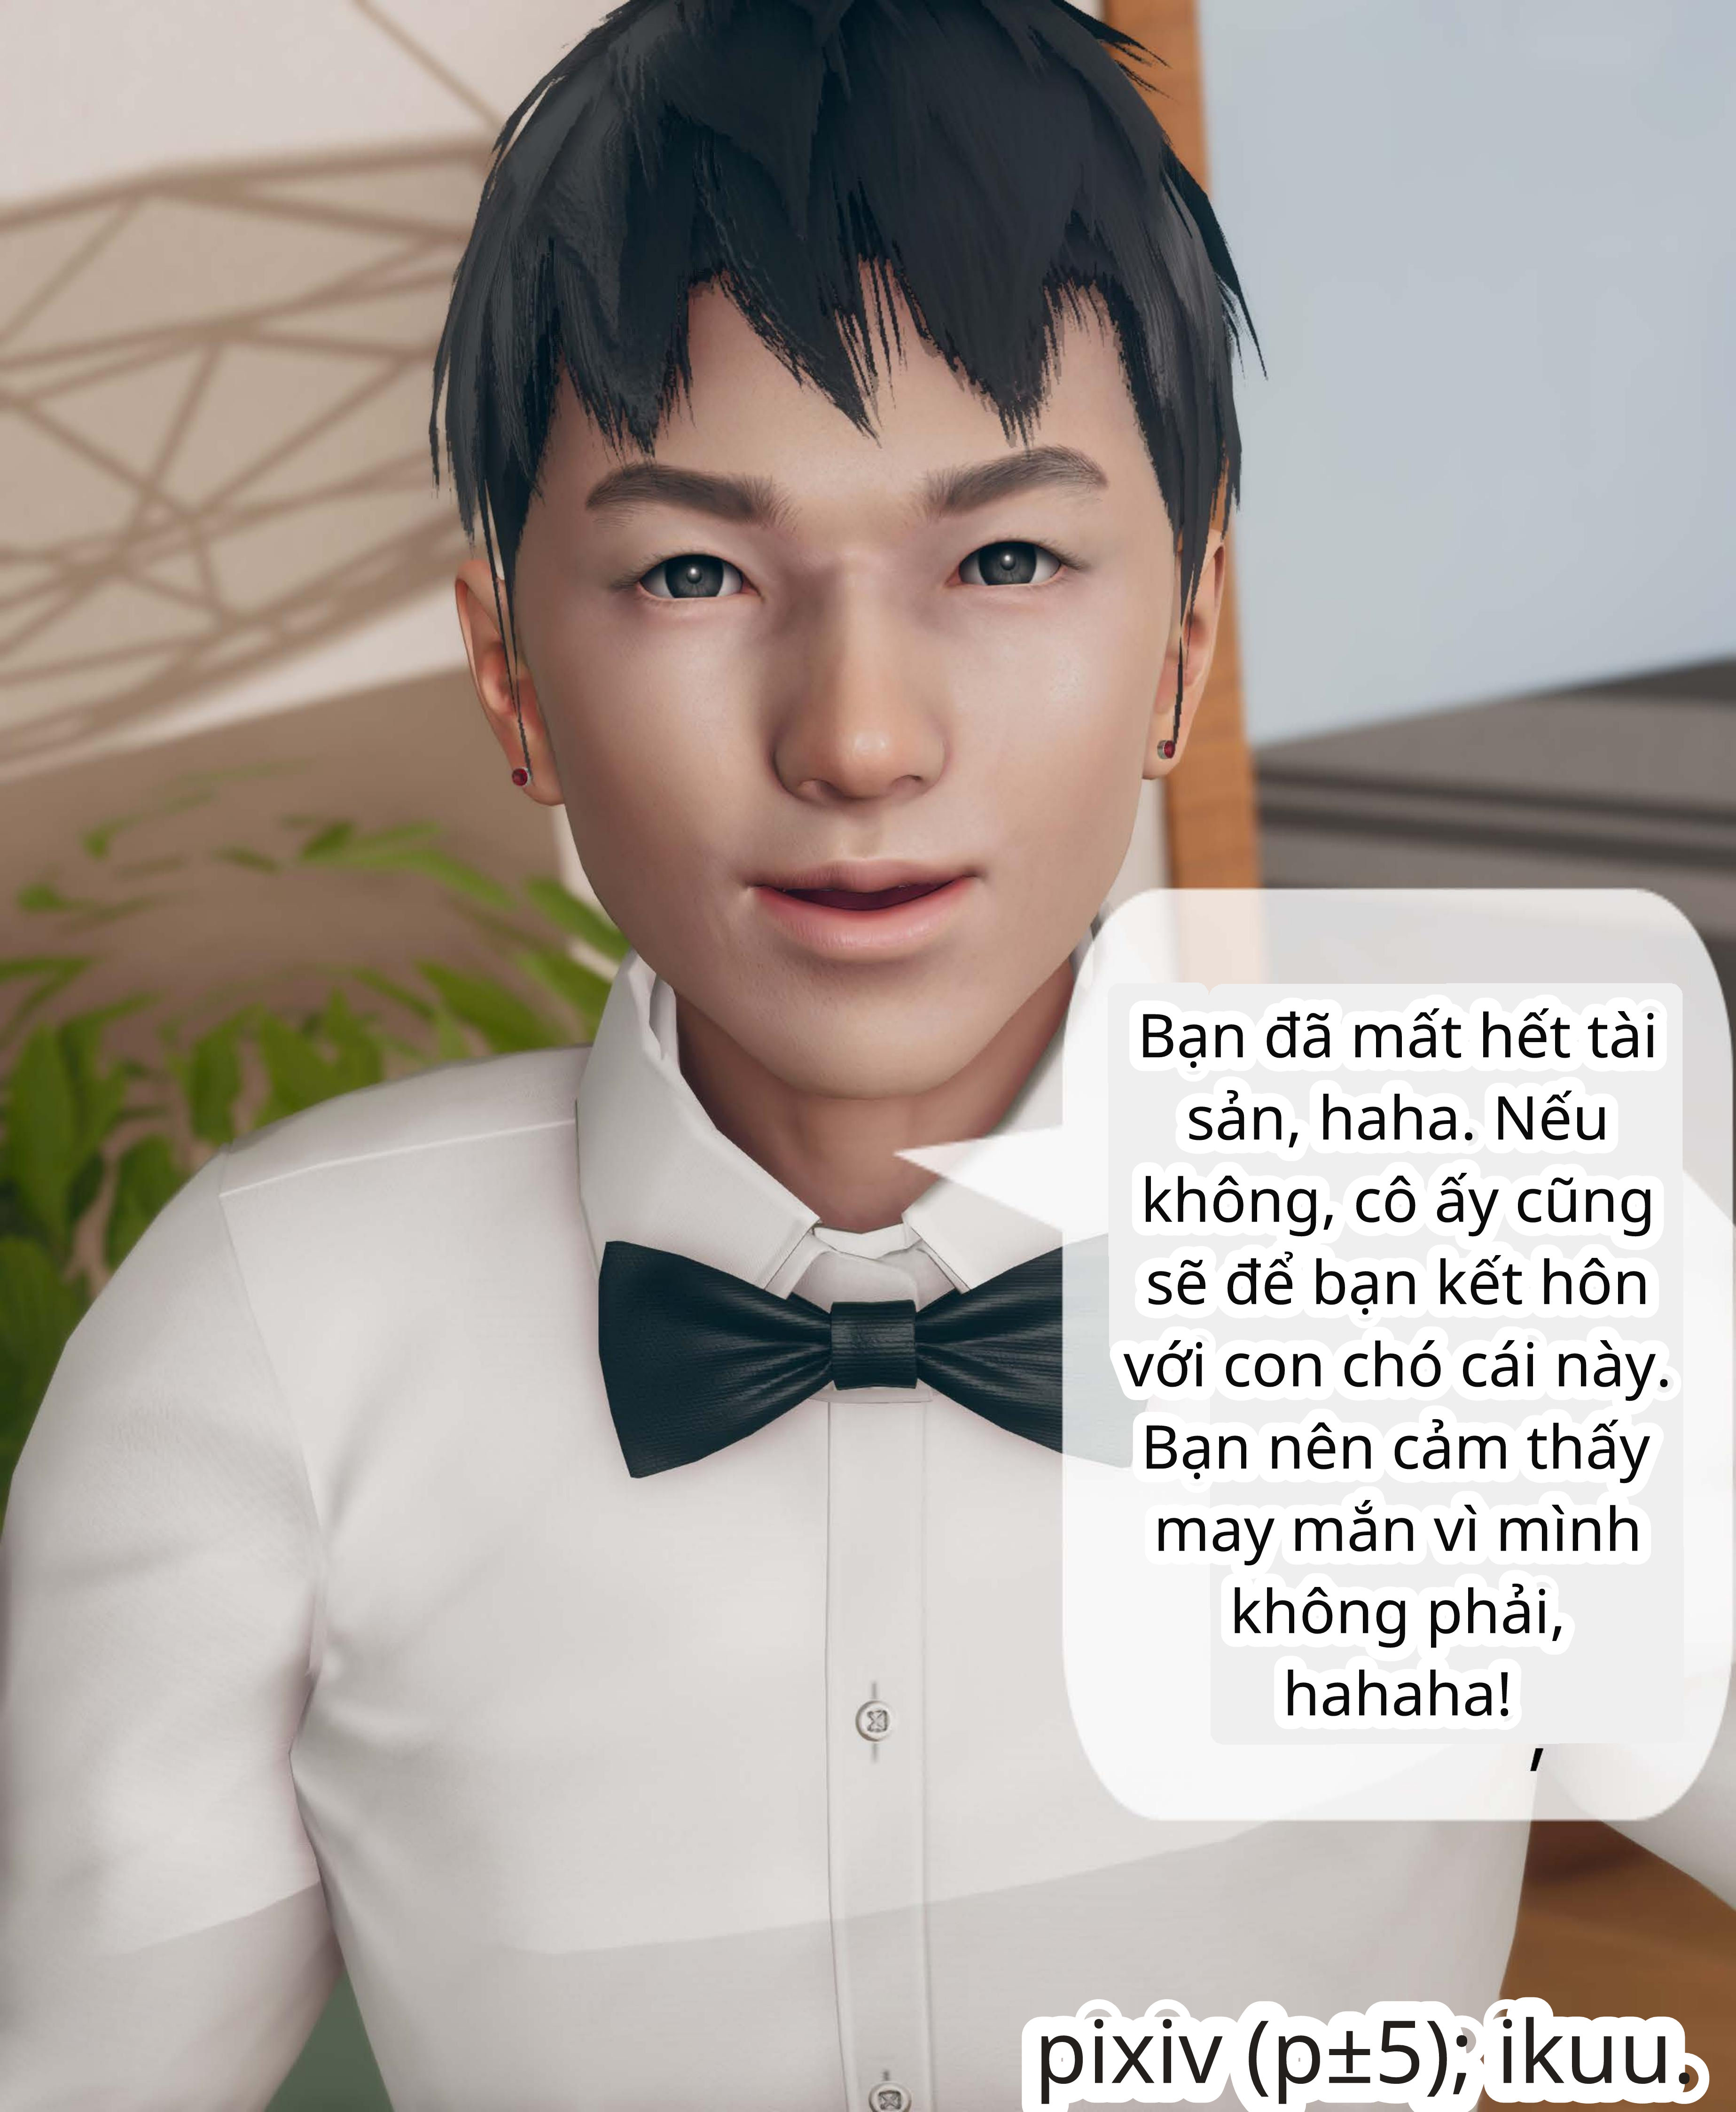 Bạn đã mất hết tài
sản, haha. Nếu
không, cô ấy cũng
sẽ để bạn kết hôn
với con chó cái này.
Bạn nên cảm thấy
may mắn vì mình
không phải,
hahaha!
,
pixiv (p±5); ikuu.